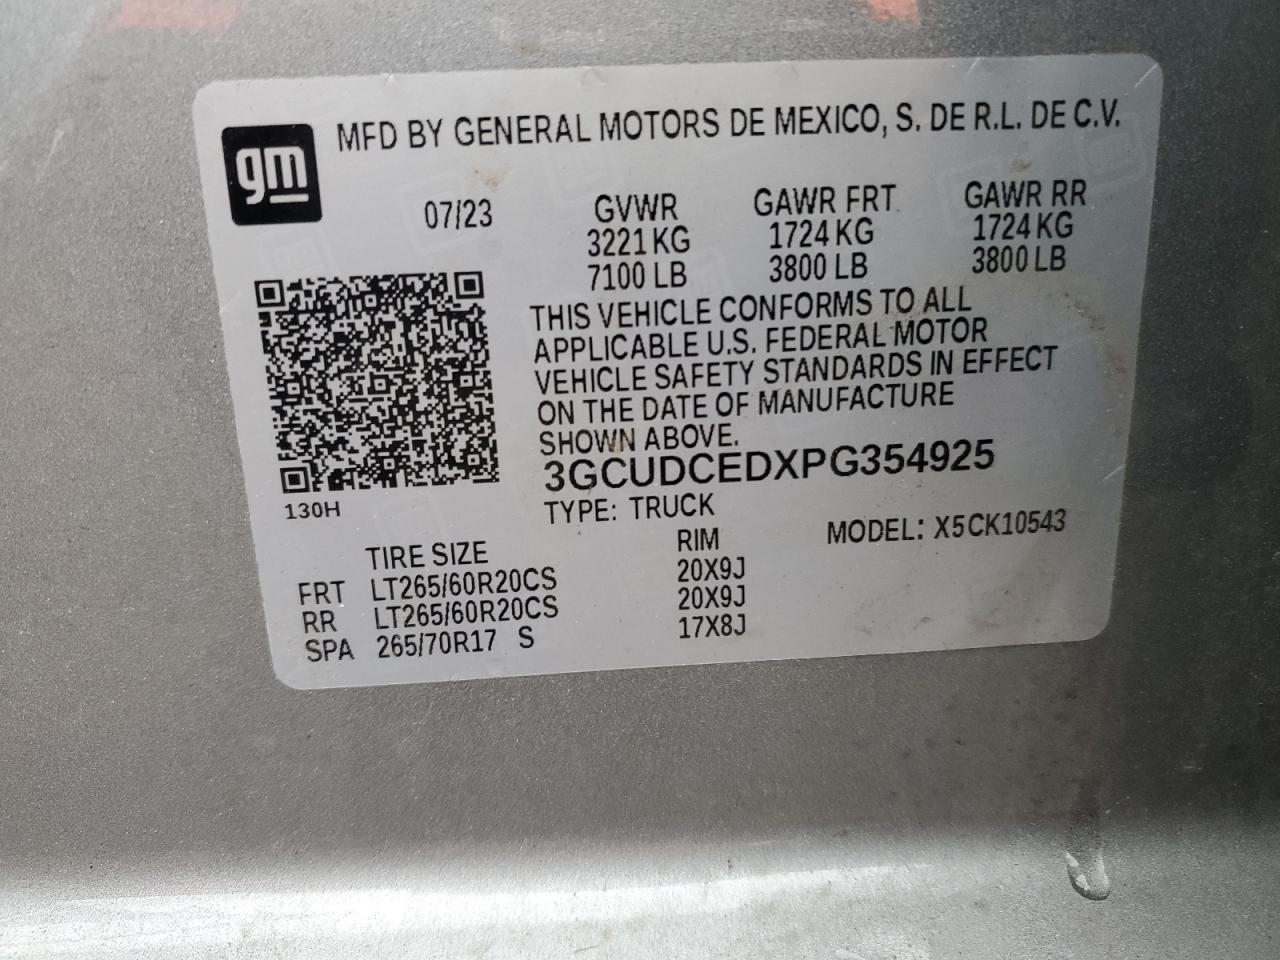 gm
MFD BY GENERAL MOTORS DE MEXICO, S. DE R.L. DE C.V.
07/23 GVWR GAWR FRT GAWR RR
3221 KG 1724 KG 1724 KG
7100 LB 3800 LB 3800 LB
THIS VEHICLE CONFORMS TO ALL
APPLICABLE U.S. FEDERAL MOTOR
VEHICLE SAFETY STANDARDS IN EFFECT
ON THE DATE OF MANUFACTURE
SHOWN ABOVE.
3GCUDCEDXPG354925
130H
TYPE: TRUCK
MODEL: X5CK10543
TIRE SIZE RIM
FRT LT265/60R20CS 20X9J
RR LT265/60R20CS 20X9J
SPA 265/70R17 S 17X8J